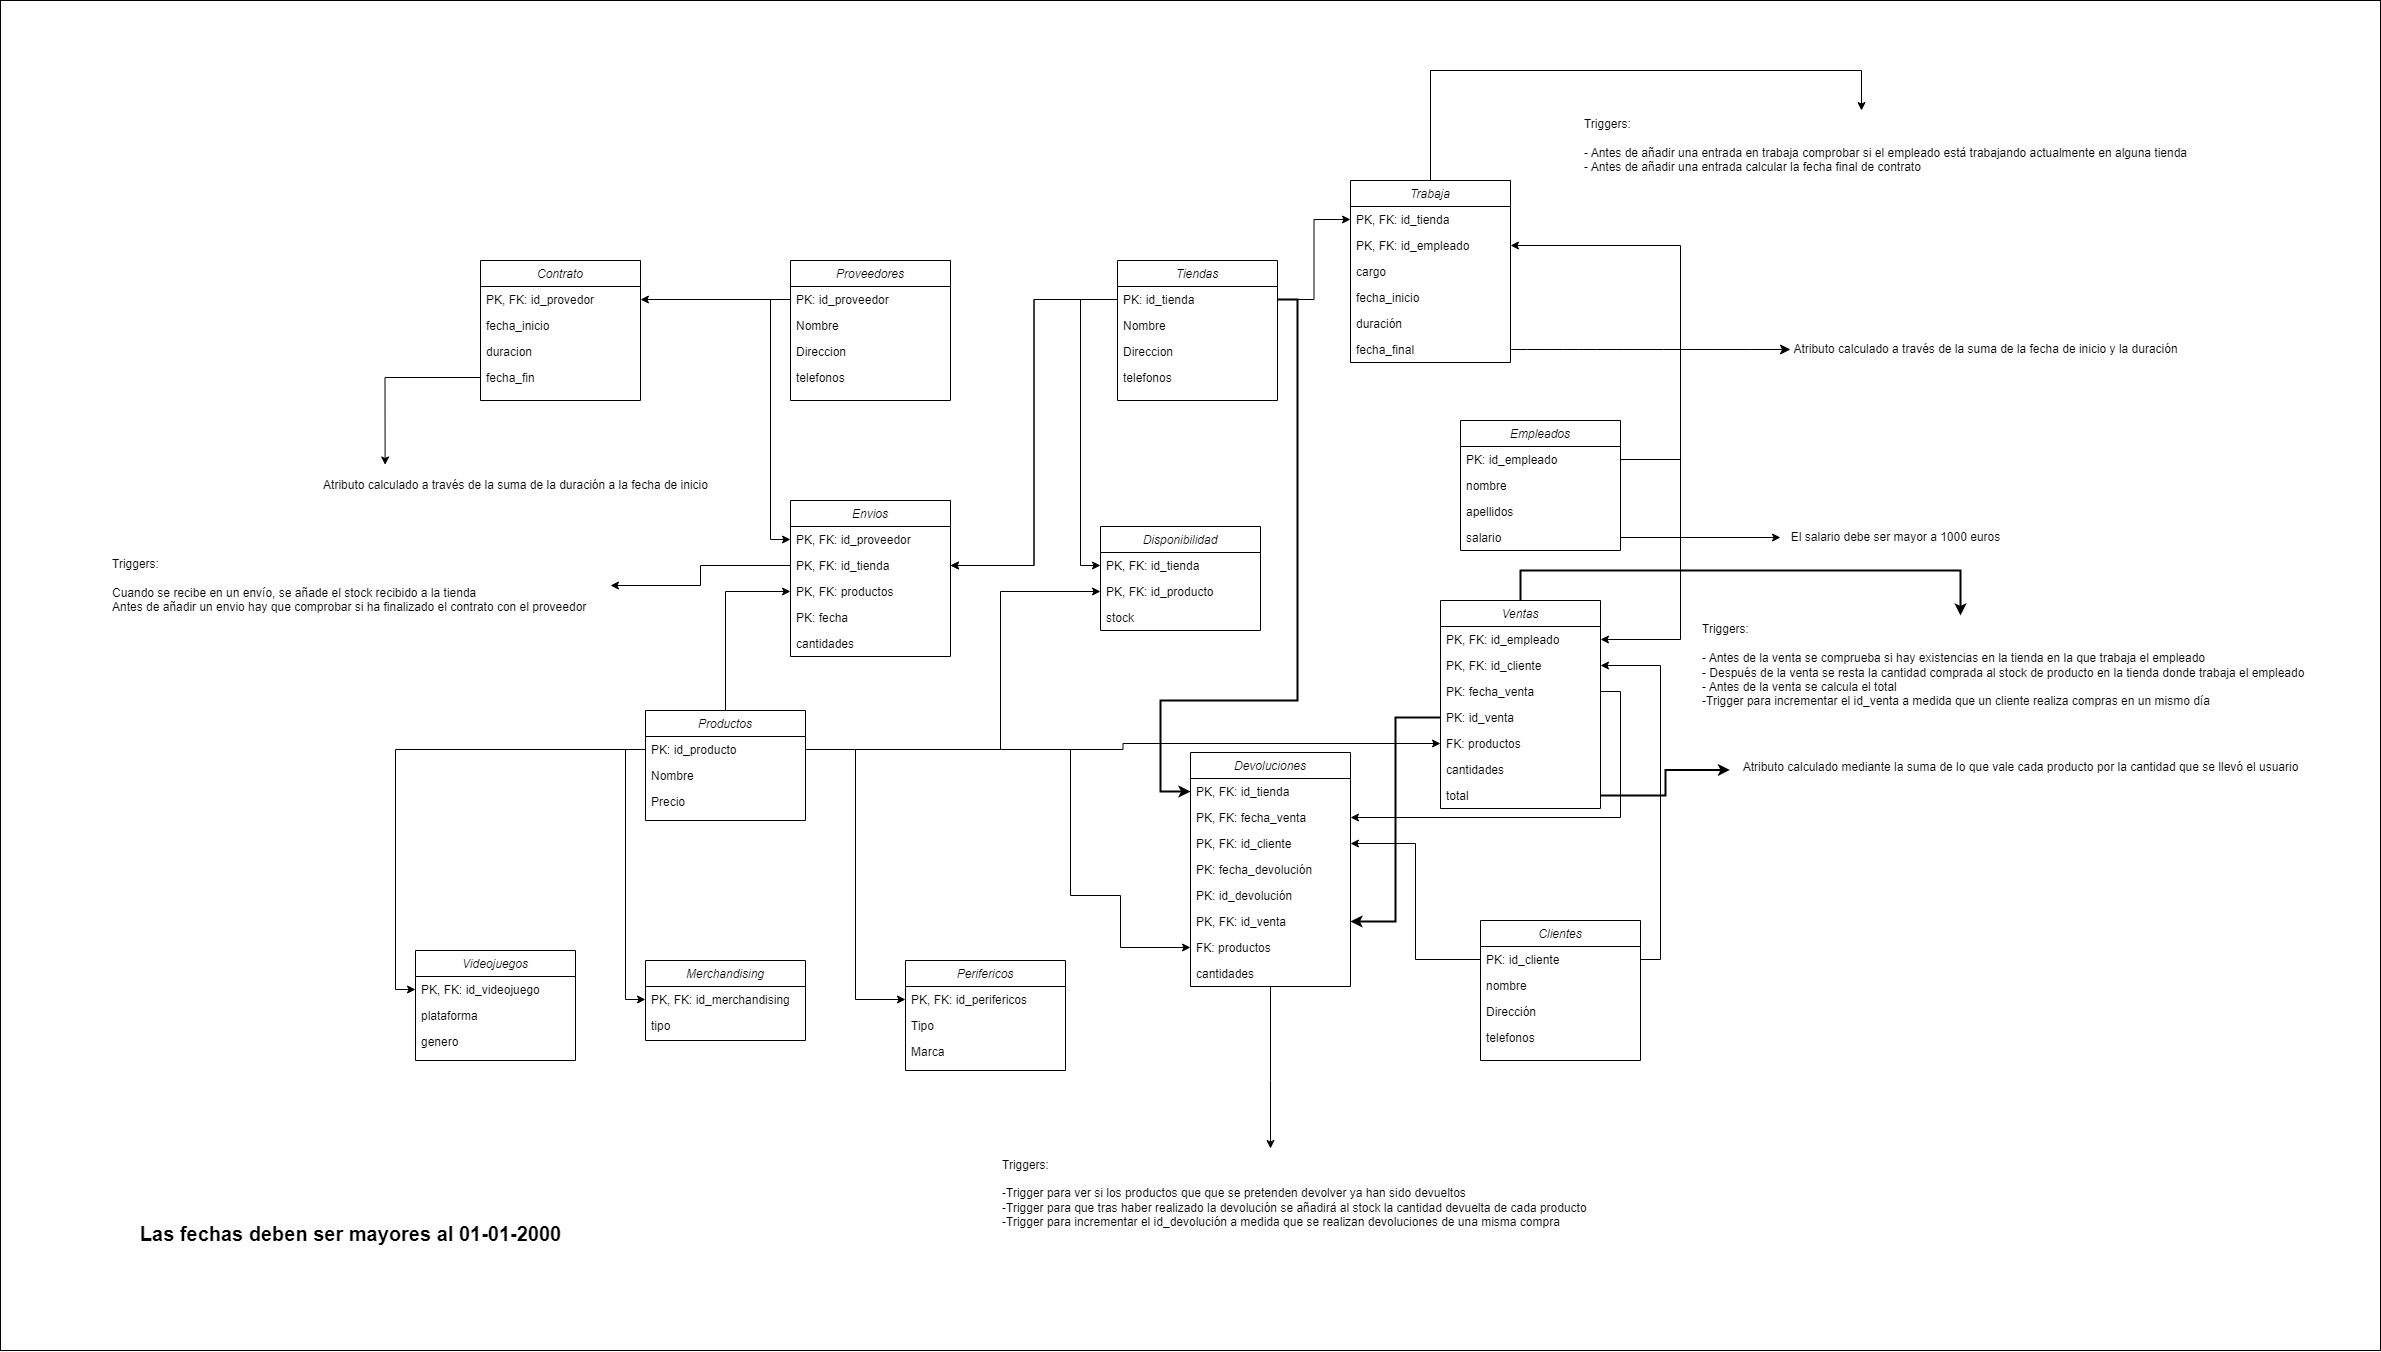 Triggers:
- Antes de añadir una entrada en trabaja comprobar si el empleado está trabajando actualmente en alguna tienda
- Antes de añadir una entrada calcular la fecha final de contrato
Trabaja
PK, FK: id_tienda
PK, FK: id_empleado
cargo
fecha_inicio
duración
fecha_final
Atributo calculado a través de la suma de la fecha de inicio y la duración
Contrato
PK, FK: id_provedor
fecha_inicio
duracion
fecha_fin
Proveedores
PK: id_proveedor
Nombre
Direccion
telefonos
Tiendas
PK: id_tienda
Nombre
Direccion
telefonos
Atributo calculado a través de la suma de la duración a la fecha de inicio
Empleados
PK: id_empleado
nombre
apellidos
salario
El salario debe ser mayor a 1000 euros
Triggers:
Cuando se recibe en un envío, se añade el stock recibido a la tienda
Antes de añadir un envio hay que comprobar si ha finalizado el contrato con el proveedor
Envios
PK, FK: id_proveedor
PK, FK: id_tienda
PK, FK: productos
PK: fecha
cantidades
Disponibilidad
PK, FK: id_tienda
PK, FK: id_producto
stock
Ventas
PK, FK: id_empleado
PK, FK: id_cliente
PK: fecha_venta
PK: id_venta
FK: productos
cantidades
total
Triggers:
- Antes de la venta se comprueba si hay existencias en la tienda en la que trabaja el empleado
- Después de la venta se resta la cantidad comprada al stock de producto en la tienda donde trabaja el empleado
- Antes de la venta se calcula el total
-Trigger para incrementar el id_venta a medida que un cliente realiza compras en un mismo día
Atributo calculado mediante la suma de lo que vale cada producto por la cantidad que se llevó el usuario
Productos
PK: id_producto
Nombre
Precio
Devoluciones
PK, FK: id_tienda
PK, FK: fecha_venta
PK, FK: id_cliente
PK: fecha_devolución
PK: id_devolución
PK, FK: id_venta
FK: productos
cantidades
Videojuegos
PK, FK: id_videojuego
plataforma
genero
Merchandising
PK, FK: id_merchandising
tipo
Perifericos
PK, FK: id_perifericos
Tipo
Marca
Clientes
PK: id_cliente
nombre
Dirección
telefonos
Triggers:
-Trigger para ver si los productos que que se pretenden devolver ya han sido devueltos
-Trigger para que tras haber realizado la devolución se añadirá al stock la cantidad devuelta de cada producto
-Trigger para incrementar el id_devolución a medida que se realizan devoluciones de una misma compra
Las fechas deben ser mayores al 01-01-2000